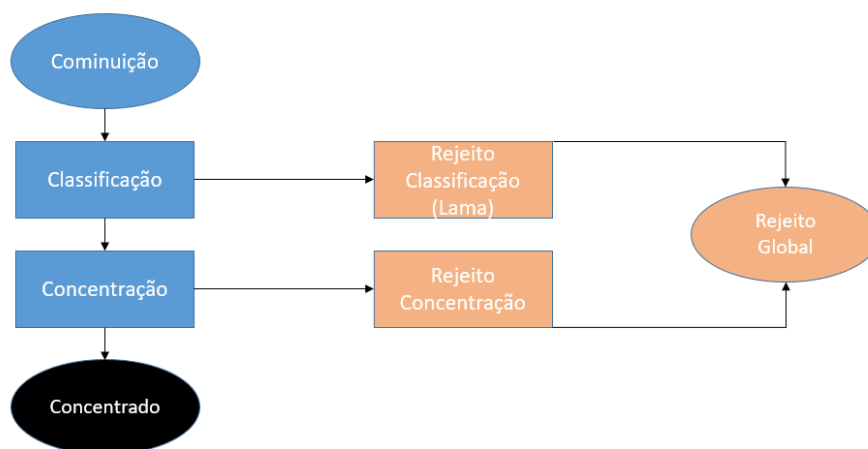 Cominuição
Classificação
Rejeito
Classificação
(Lama)
Rejeito
Global
Concentração
Rejeito
Concentração
Concentrado